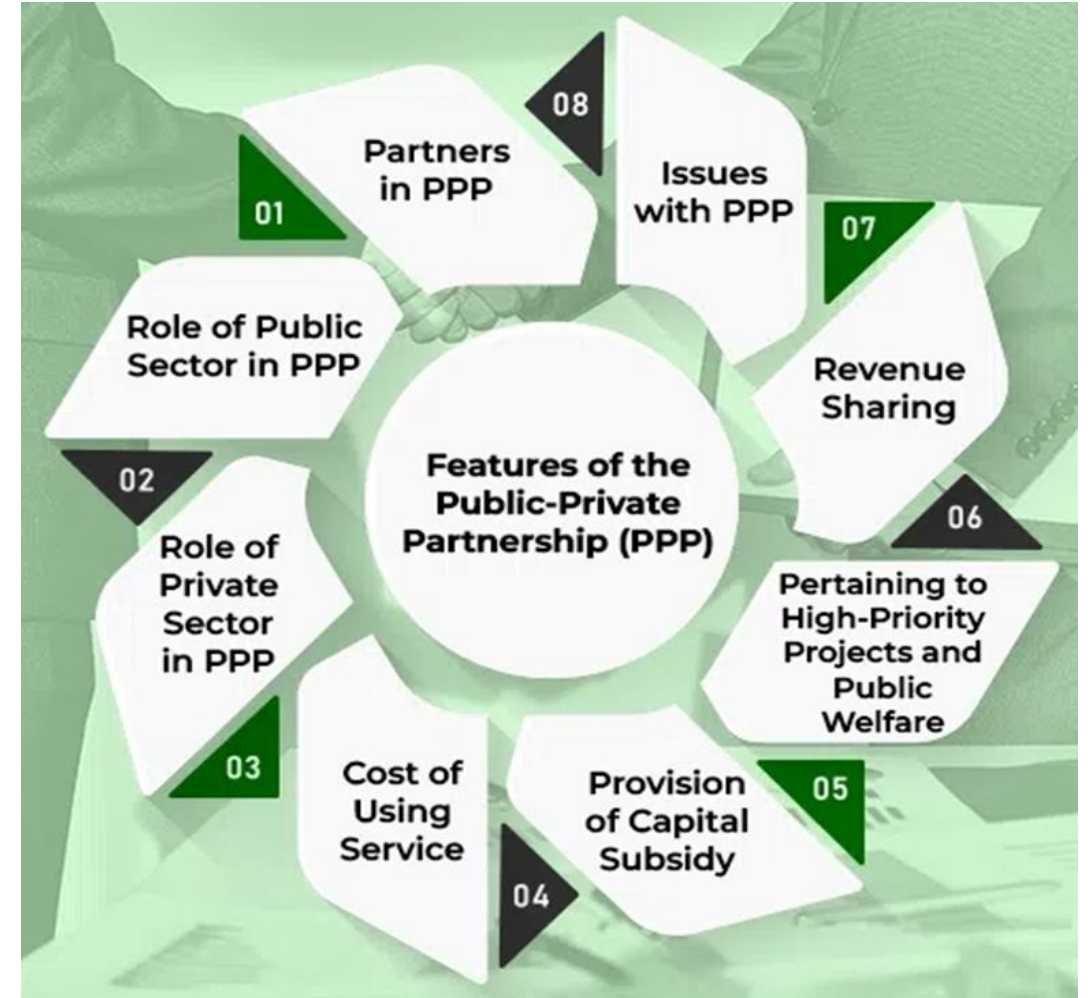 Features of the
Public-Private
Partnership (PPP)
01
Partners
in PPP
02
Role of Public
Sector in PPP
03
Role of
Private
Sector
in PPP
04
Cost of
Using
Service
05
Provision
of Capital
Subsidy
06
Pertaining to
High-Priority
Projects and
Public
Welfare
07
Revenue
Sharing
08
Issues
with PPP